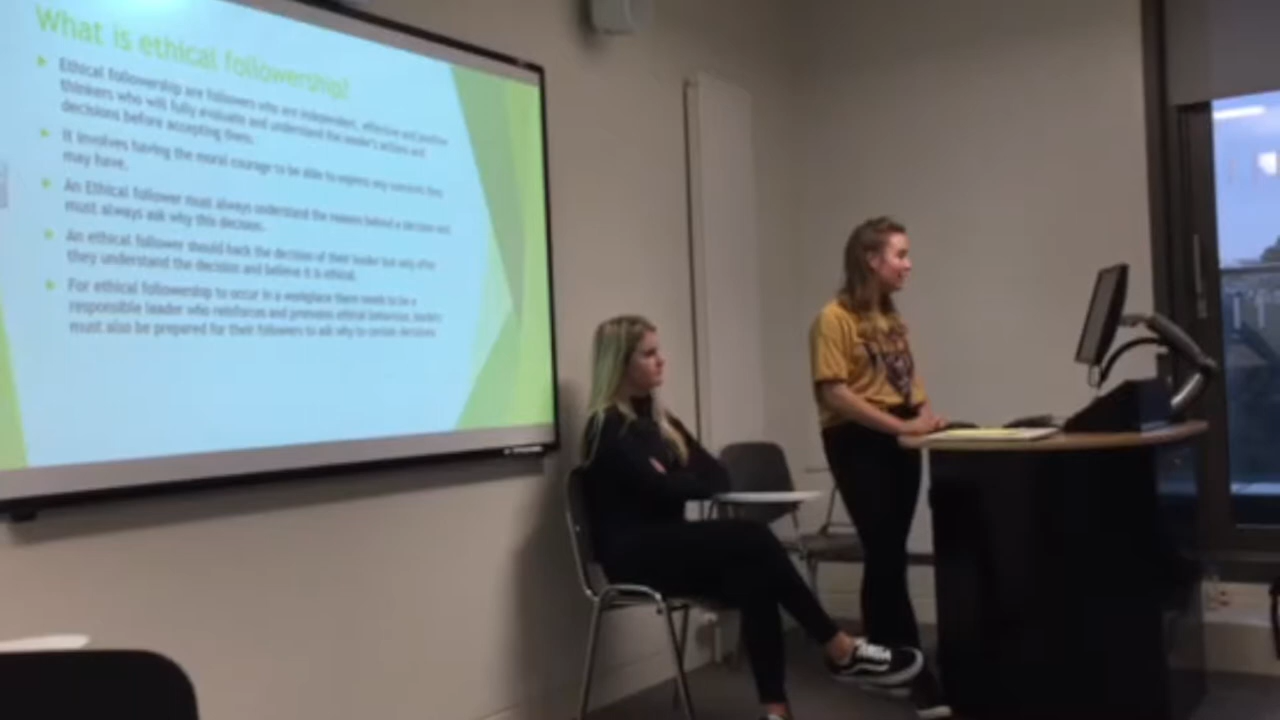 What is ethical followership?
Ethical followership are followers who are independent, effective and positive
thinkers who will fully evaluate and understand the leader's actions and
decisions before accepting them.
It involves having the moral courage to be able to express any concerns they
may have.
An Ethical follower must always understand the reasons behind a decision and
must always ask why this decision.
An ethical follower should back the decision of their leader but only after
they understand the decision and believe it is ethical.
For ethical followership to occur in a workplace there needs to be a
responsible leader who reinforces and promotes ethical behaviour, leaders
must also be prepared for their followers to ask why to certain decisions